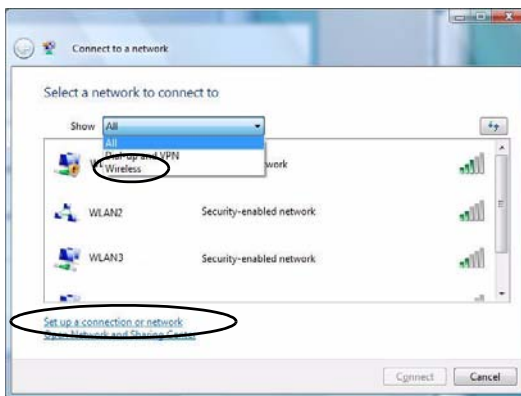 Connect to a network
Select a network to connect to
Show All
All
Dial-up and VPN
Wireless
work
WLAN2 Security-enabled network
WLAN3 Security-enabled network
Set up a connection or network
Open Network and Sharing Center
Connect Cancel